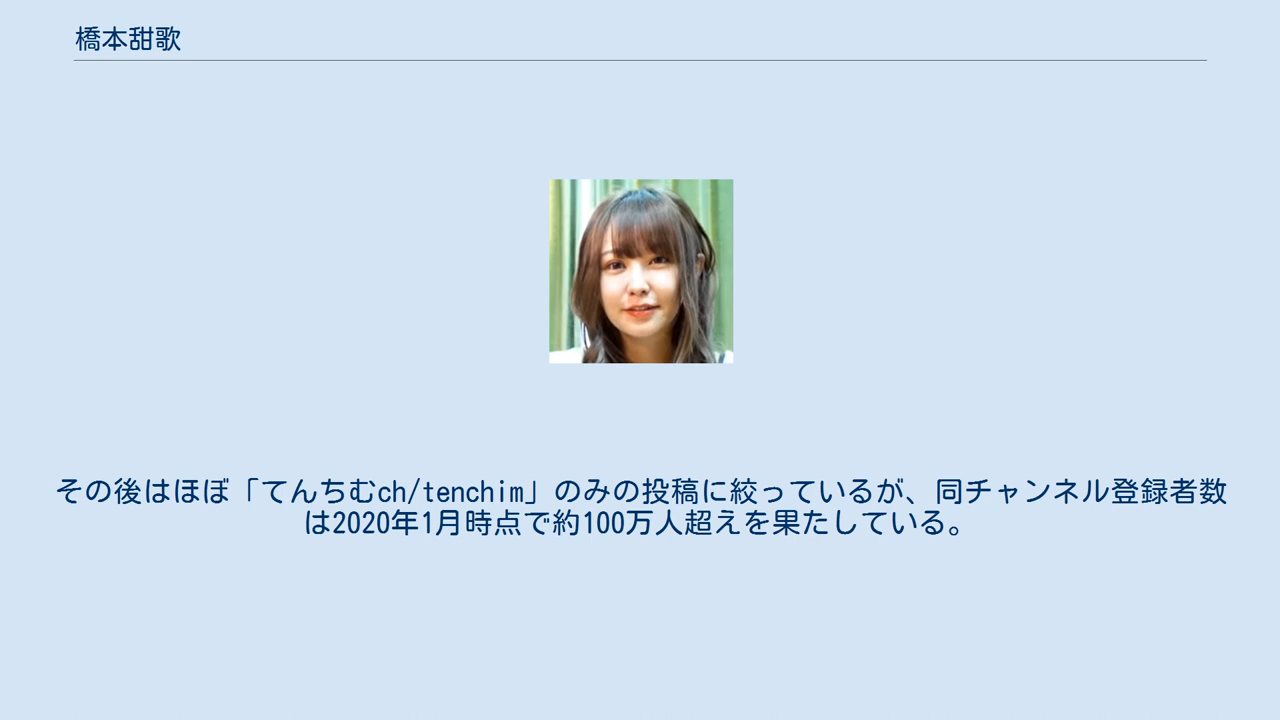 橋本甜歌
その後はほぼ「てんちむch/tenchim」のみの投稿に絞っているが、同チャンネル登録者数
は2020年1月時点で約100万人超えを果たしている。